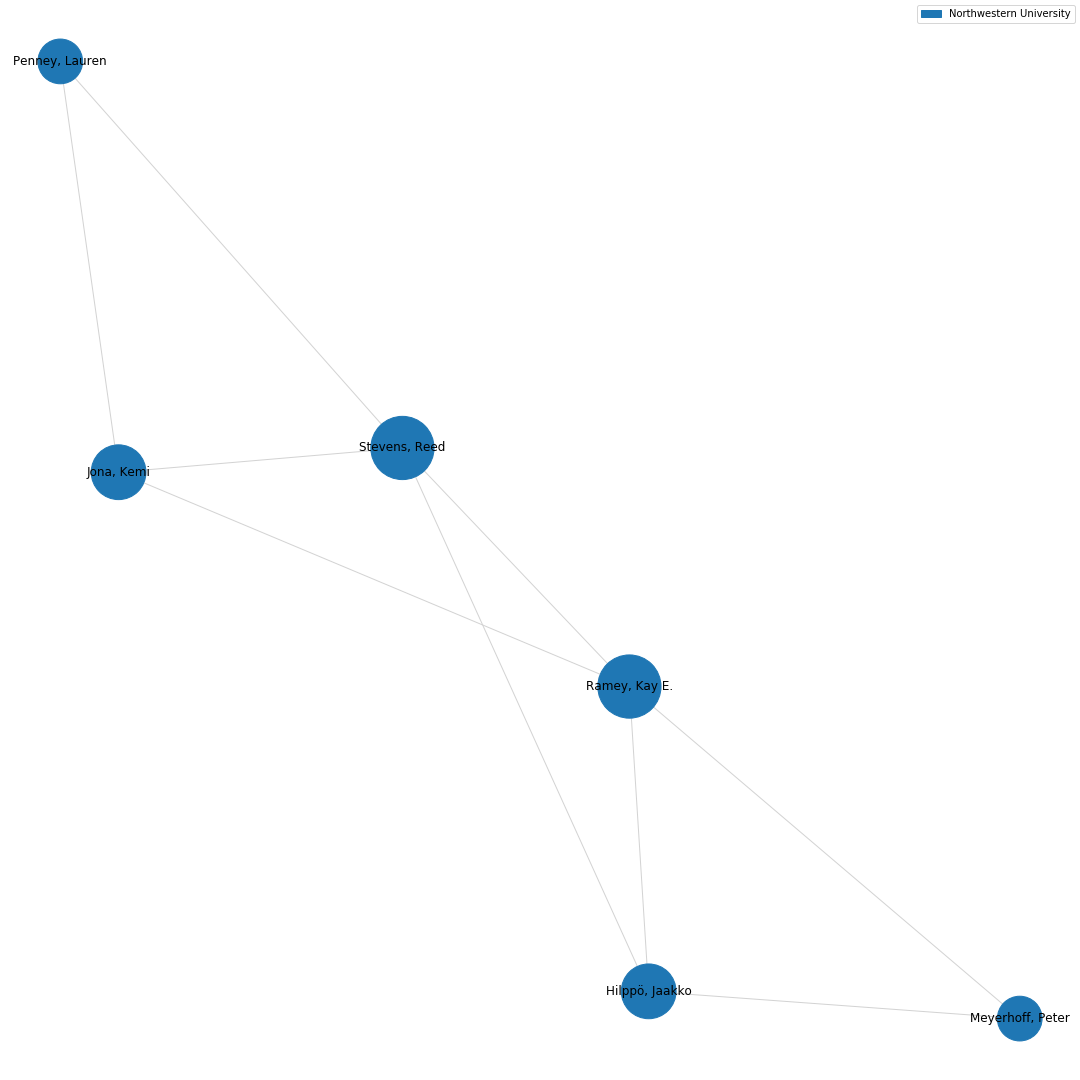 Northwestern University
Penney, Lauren
Stevens, Reed
Jona, Kemi
Ramey, Kay E.
Hilppö, Jaakko
Meyerhoff, Peter